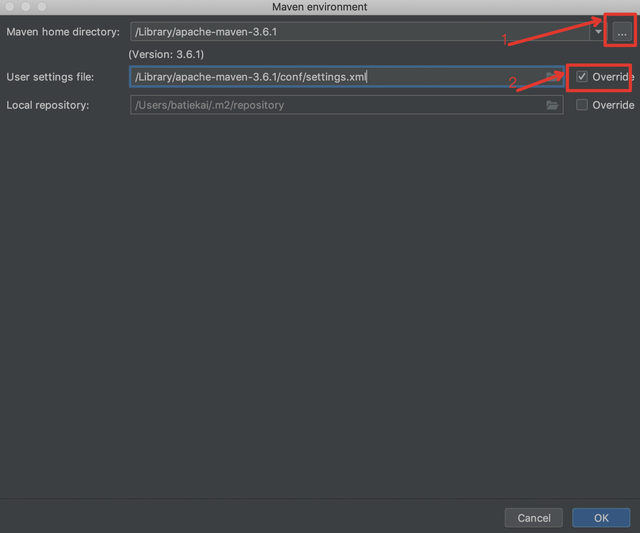 Maven environment
Maven home directory: /Library/apache-maven-3.6.1 ...
1
(Version: 3.6.1)
User settings file: /Library/apache-maven-3.6.1/conf/settings.xml 2 Override
Local repository: /Users/batiekai/.m2/repository Override
Cancel OK